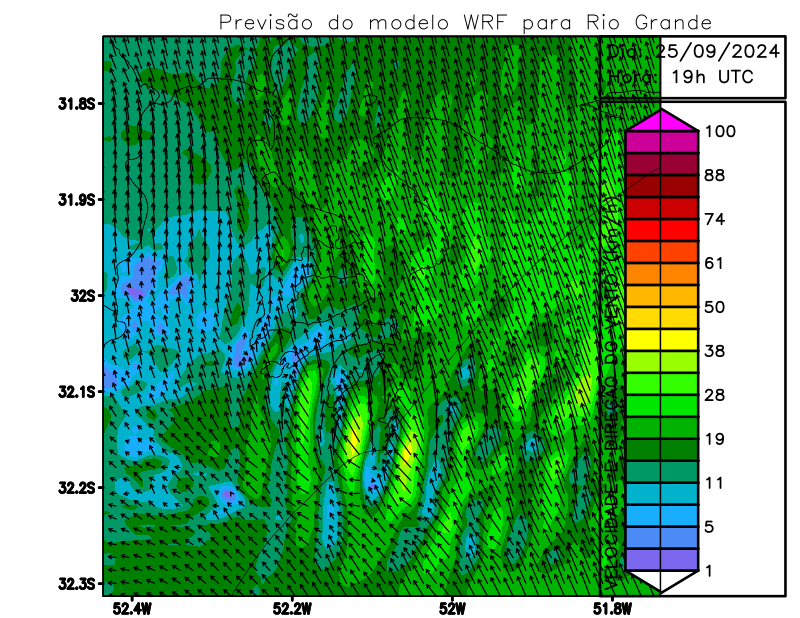 Previsão do modelo WRF para Rio Grande
Dia: 25/09/2024
Hora: 19h UTC
31.8S
31.9S
32S
32.1S
32.2S
32.3S
52.4W
52.2W
52W
51.8W
VELOCIDADE E DIREÇÃO DO VENTO (km/h)
100
88
74
61
50
38
28
19
11
5
1